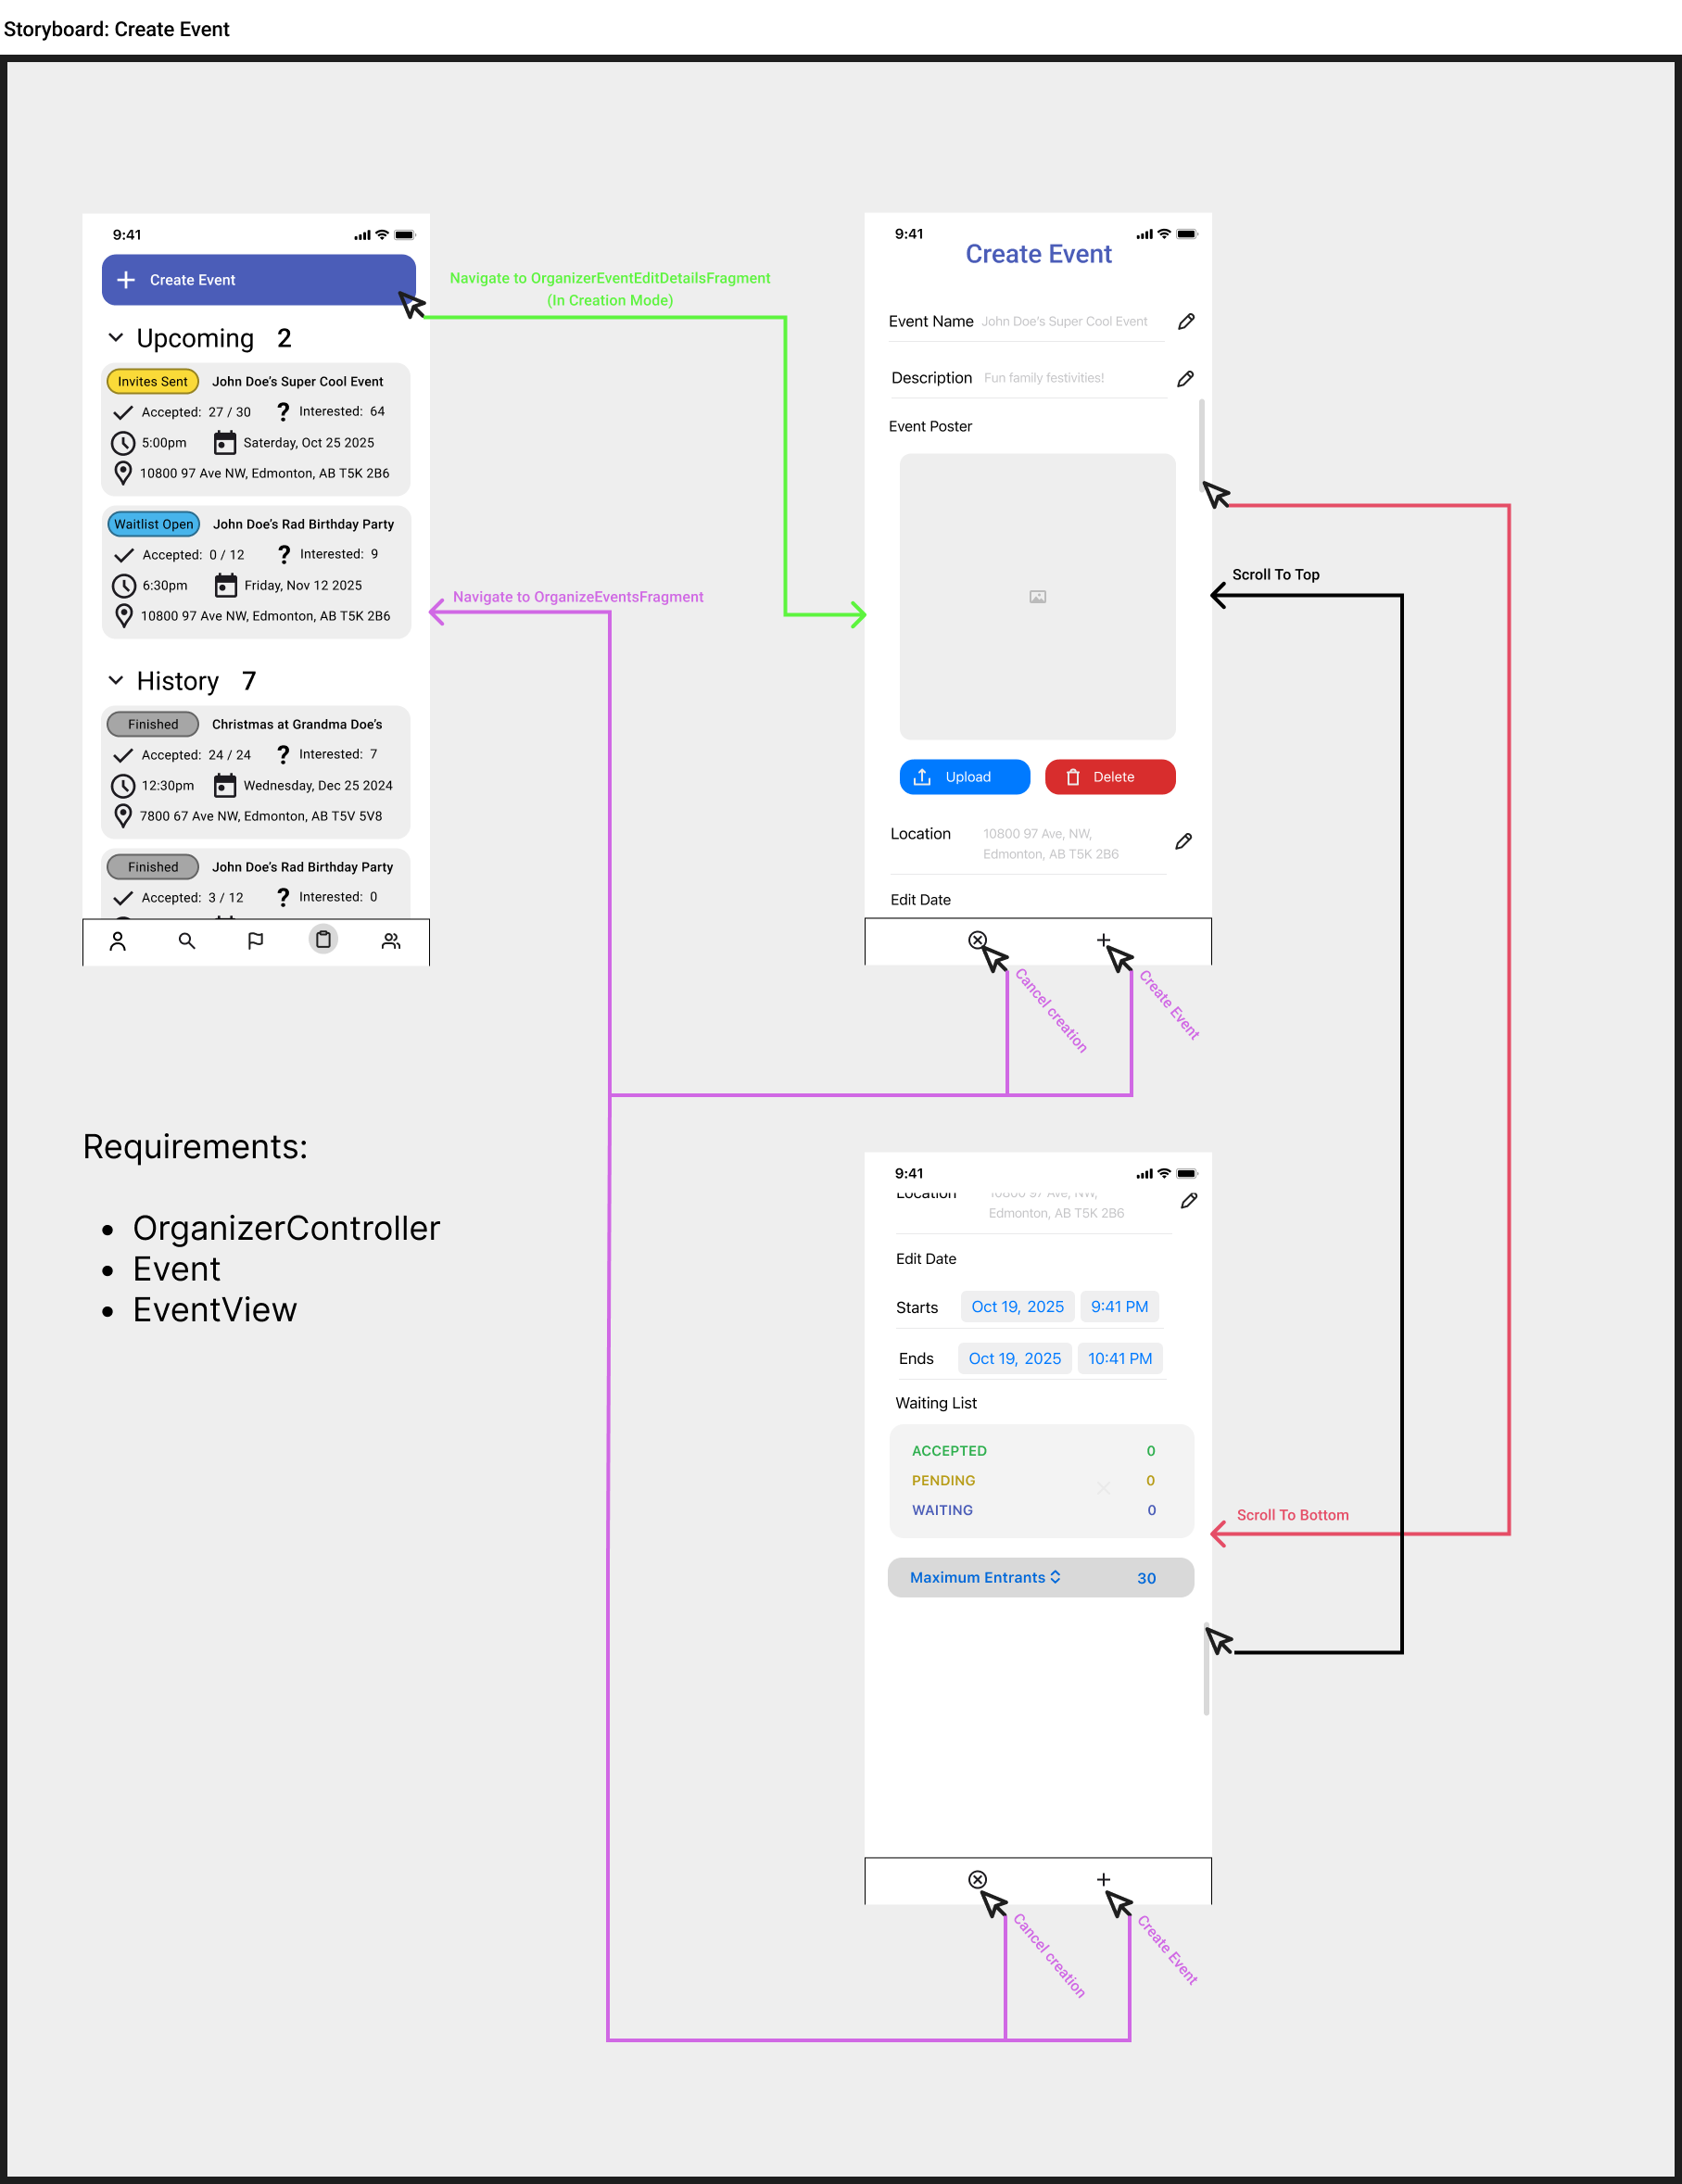 Storyboard: Create Event
9:41
Create Event
Upcoming 2
Invites Sent John Doe's Super Cool Event
Accepted: 27 / 30 ? Interested: 64
5:00pm Saterday, Oct 25 2025
10800 97 Ave NW, Edmonton, AB T5K 2B6
Waitlist Open John Doe's Rad Birthday Party
Accepted: 0 / 12 ? Interested: 9
6:30pm Friday, Nov 12 2025
10800 97 Ave NW, Edmonton, AB T5K 2B6
History 7
Finished Christmas at Grandma Doe's
Accepted: 24 / 24 ? Interested: 7
12:30pm Wednesday, Dec 25 2024
7800 67 Ave NW, Edmonton, AB T5V 5V8
Finished John Doe's Rad Birthday Party
Accepted: 3 / 12 ? Interested: 0
Navigate to OrganizerEventEditDetailsFragment
(In Creation Mode)
Navigate to OrganizeEventsFragment
9:41
Create Event
Event Name John Doe's Super Cool Event
Description Fun family festivities!
Event Poster
Upload Delete
Location 10800 97 Ave, NW,
Edmonton, AB T5K 2B6
Edit Date
Cancel creation
Create Event
Scroll To Top
Requirements:
• OrganizerController
• Event
• EventView
9:41
Location 10800 97 Ave, NW,
Edmonton, AB T5K 2B6
Edit Date
Starts Oct 19, 2025 9:41 PM
Ends Oct 19, 2025 10:41 PM
Waiting List
ACCEPTED 0
PENDING 0
WAITING 0
Maximum Entrants 30
Scroll To Bottom
Cancel creation
Create Event